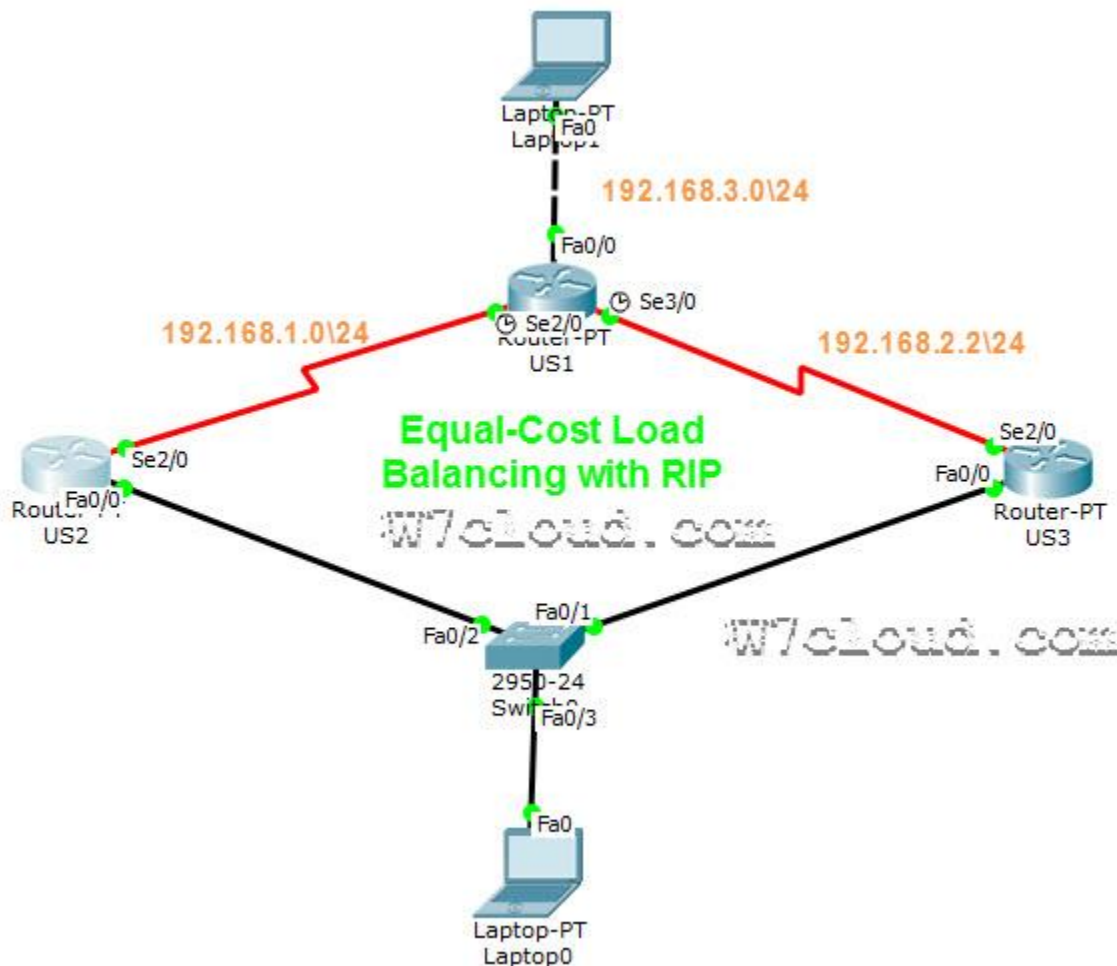 Laptop-PT
Fa0
Laptop1
192.168.3.0\24
Fa0/0
Se3/0
Se2/0
Router-PT
US1
192.168.1.0\24
192.168.2.2\24
Equal-Cost Load
Balancing with RIP
W7cloud.com
Se2/0
Fa0/0
US2
Se2/0
Fa0/0
Router-PT
US3
W7cloud.com
Fa0/2
Fa0/1
2950-24
Fa0/3
Fa0
Laptop-PT
Laptop0